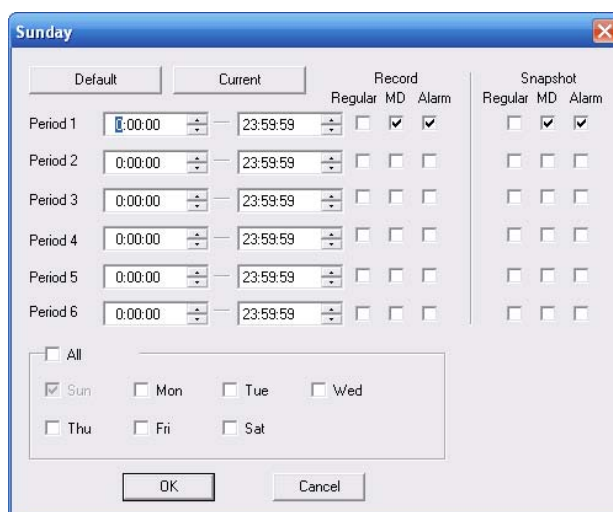 Sunday
Default Current Record Snapshot
Regular MD Alarm Regular MD Alarm
Period 1 0:00:00 — 23:59:59
Period 2 0:00:00 — 23:59:59
Period 3 0:00:00 — 23:59:59
Period 4 0:00:00 — 23:59:59
Period 5 0:00:00 — 23:59:59
Period 6 0:00:00 — 23:59:59
All
Sun Mon Tue Wed
Thu Fri Sat
OK Cancel